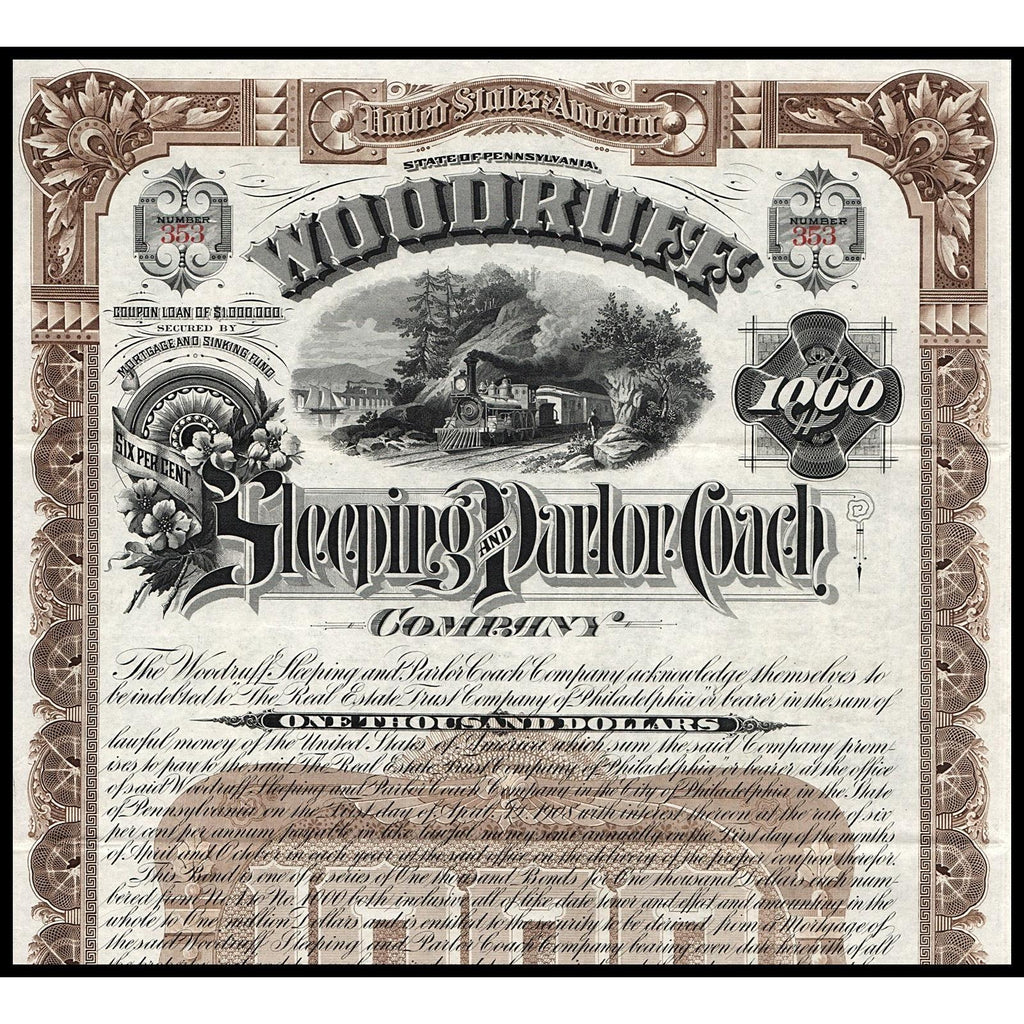 United States of America
STATE OF PENNSYLVANIA.
WOODRUFF
NUMBER
353
NUMBER
353
COUPON LOAN OF $1,000,000.
SECURED BY
MORTGAGE AND SINKING FUND
SIX PER CENT.
$1000
Sleeping AND Parlor Coach
COMPANY
The Woodruff Sleeping and Parlor Coach Company acknowledge themselves to
be indebted to "The Real Estate Trust Company of Philadelphia" or bearer in the sum of
ONE THOUSAND DOLLARS
lawful money of the United States of America which sum the said Company prom-
ises to pay to the said "The Real Estate Trust Company of Philadelphia" or bearer at the office
of said Woodruff Sleeping and Parlor Coach Company in the City of Philadelphia in the State
of Pennsylvania on the First day of April A.D. with interest thereon at the rate of six
per cent per annum payable in like lawful money semi annually on the First day of the months
of April and October in each year at the said office on the delivery of the proper coupon therefor.
This Bond is one of a series of One thousand Bonds for One thousand Dollars each num-
bered from No. 1 to No. 1000 both inclusive all of like date tenor and effect and amounting in the
whole to One million Dollars and is entitled to the security to be derived from a Mortgage of
the said Woodruff Sleeping and Parlor Coach Company bearing even date herewith of all